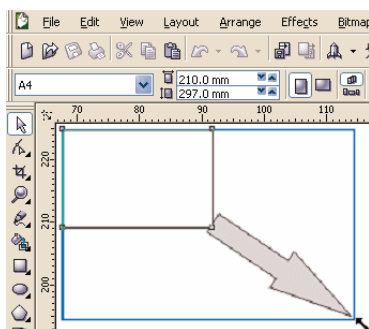 File Edit View Layout Arrange Effects Bitmap
A4 210.0 mm
297.0 mm
70 80 90 100 110
220
210
200